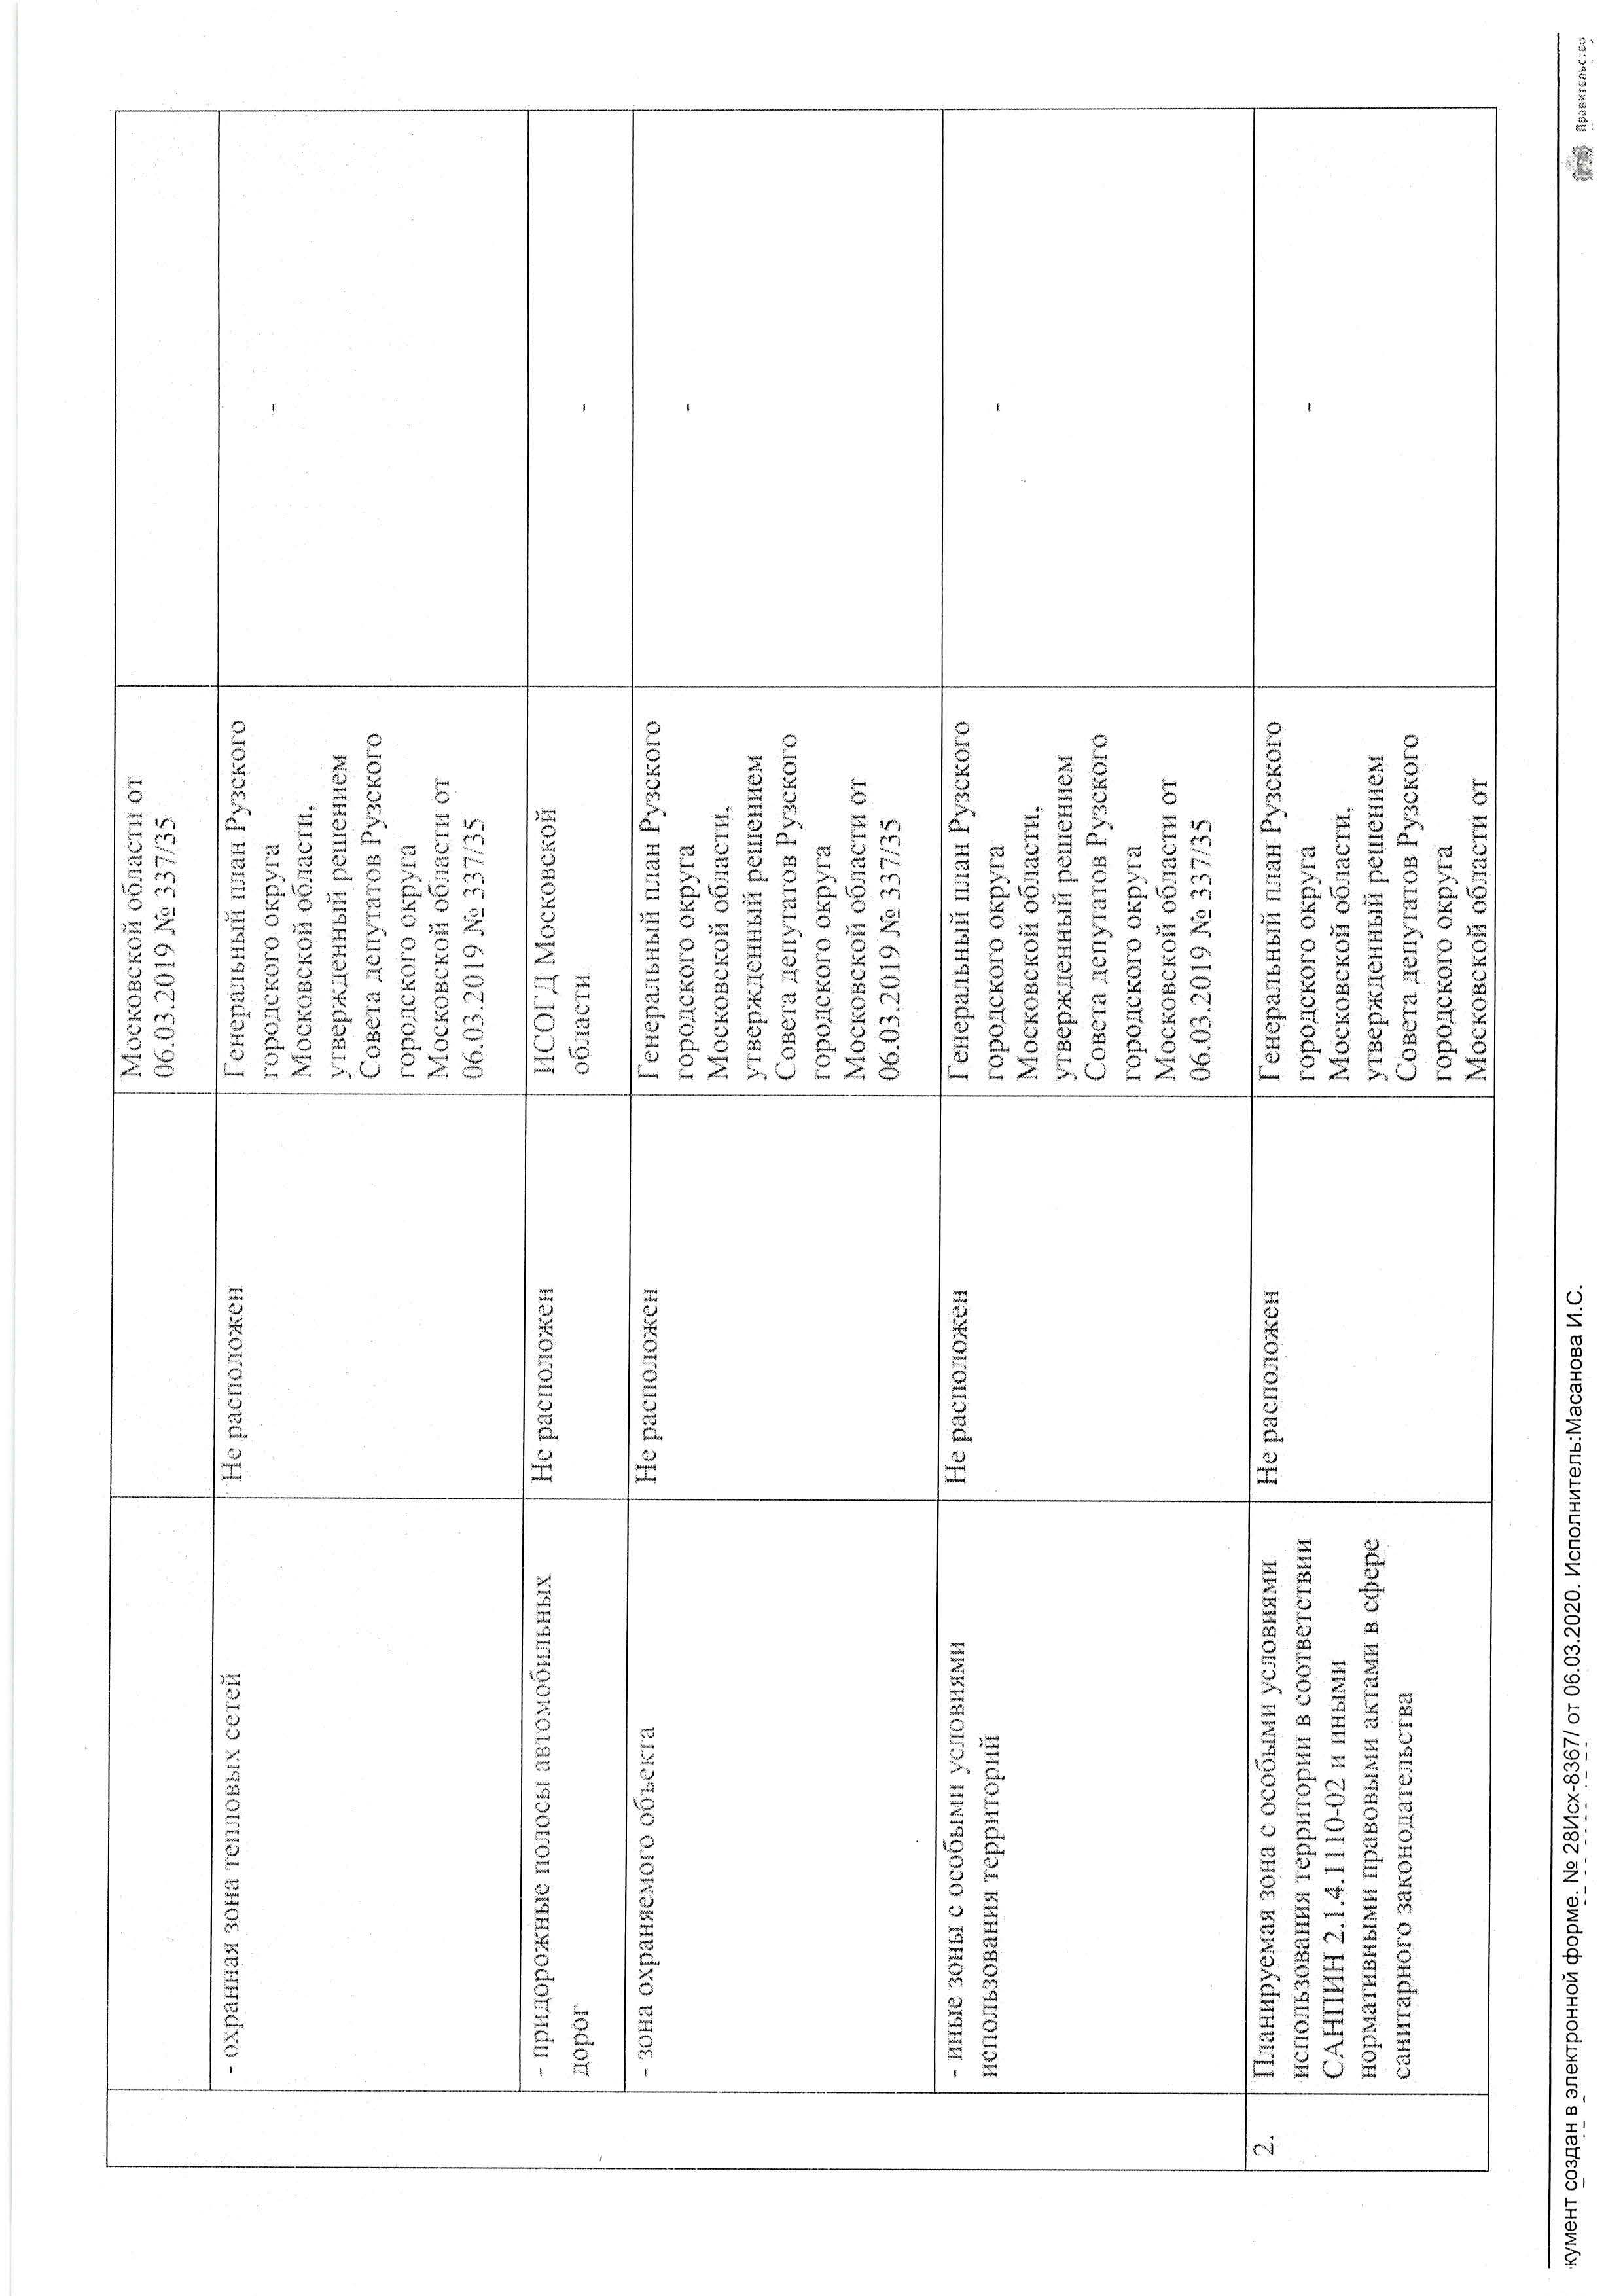 Московской области от
06.03.2019 № 337/35
- охранная зона тепловых сетей
Не расположен
Генеральный план Рузского
городского округа
Московской области,
утвержденный решением
Совета депутатов Рузского
городского округа
Московской области от
06.03.2019 № 337/35
-
- придорожные полосы автомобильных
дорог
Не расположен
ИСОГД Московской
области
-
- зона охраняемого объекта
Не расположен
Генеральный план Рузского
городского округа
Московской области,
утвержденный решением
Совета депутатов Рузского
городского округа
Московской области от
06.03.2019 № 337/35
-
- иные зоны с особыми условиями
использования территорий
Не расположен
Генеральный план Рузского
городского округа
Московской области,
утвержденный решением
Совета депутатов Рузского
городского округа
Московской области от
06.03.2019 № 337/35
-
2.
Планируемая зона с особыми условиями
использования территории в соответствии
САНПИН 2.1.4.1110-02 и иными
нормативными правовыми актами в сфере
санитарного законодательства
Не расположен
Генеральный план Рузского
городского округа
Московской области,
утвержденный решением
Совета депутатов Рузского
городского округа
Московской области от
-
кумент создан в электронной форме. № 28Исх-8367/ от 06.03.2020. Исполнитель:Масанова И.С.
Правительство